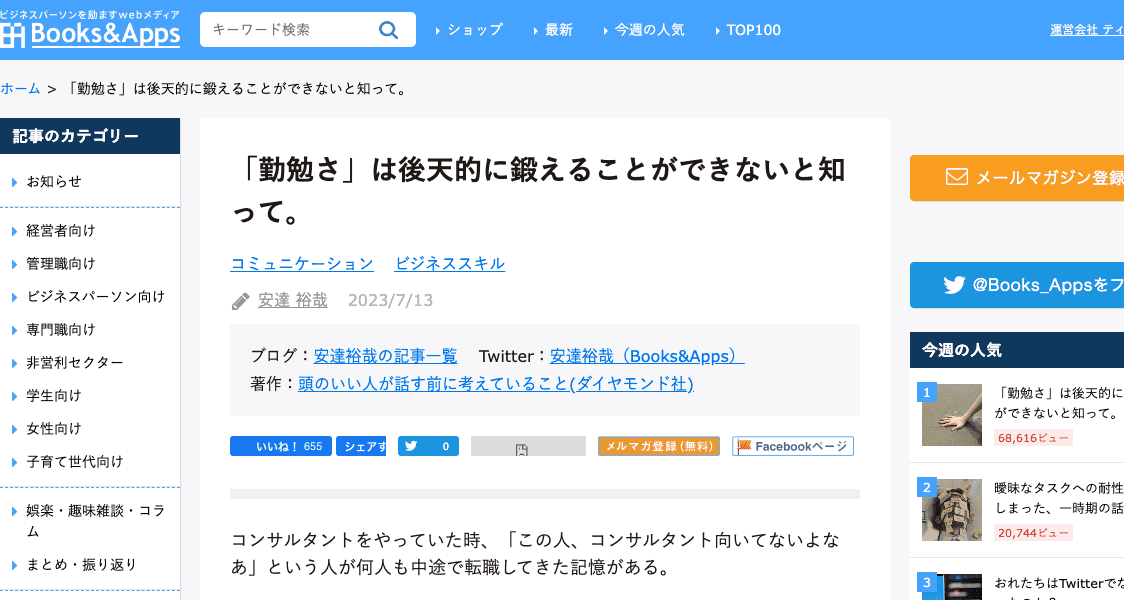 ビジネスパーソンを励ますwebメディア
Books&Apps
キーワード検索
ショップ
最新
今週の人気
TOP100
運営会社 ティ
ホーム > 「勤勉さ」は後天的に鍛えることができないと知って。
記事のカテゴリー
お知らせ
経営者向け
管理職向け
ビジネスパーソン向け
専門職向け
非営利セクター
学生向け
女性向け
子育て世代向け
娯楽・趣味雑談・コラ
ム
まとめ・振り返り
「勤勉さ」は後天的に鍛えることができないと知
って。
コミュニケーション ビジネススキル
安達 裕哉 2023/7/13
ブログ：安達裕哉の記事一覧 Twitter：安達裕哉（Books&Apps）
著作：頭のいい人が話す前に考えていること(ダイヤモンド社)
いいね！ 655
シェアす
0
メルマガ登録(無料)
Facebookページ
コンサルタントをやっていた時、「この人、コンサルタント向いてないよな
あ」という人が何人も中途で転職してきた記憶がある。
メールマガジン登録
@Books_Appsをフ
今週の人気
1
「勤勉さ」は後天的に
ができないと知って。
68,616ビュー
2
曖昧なタスクへの耐性
しまった、一時期の話
20,744ビュー
3
おれたちはTwitterで